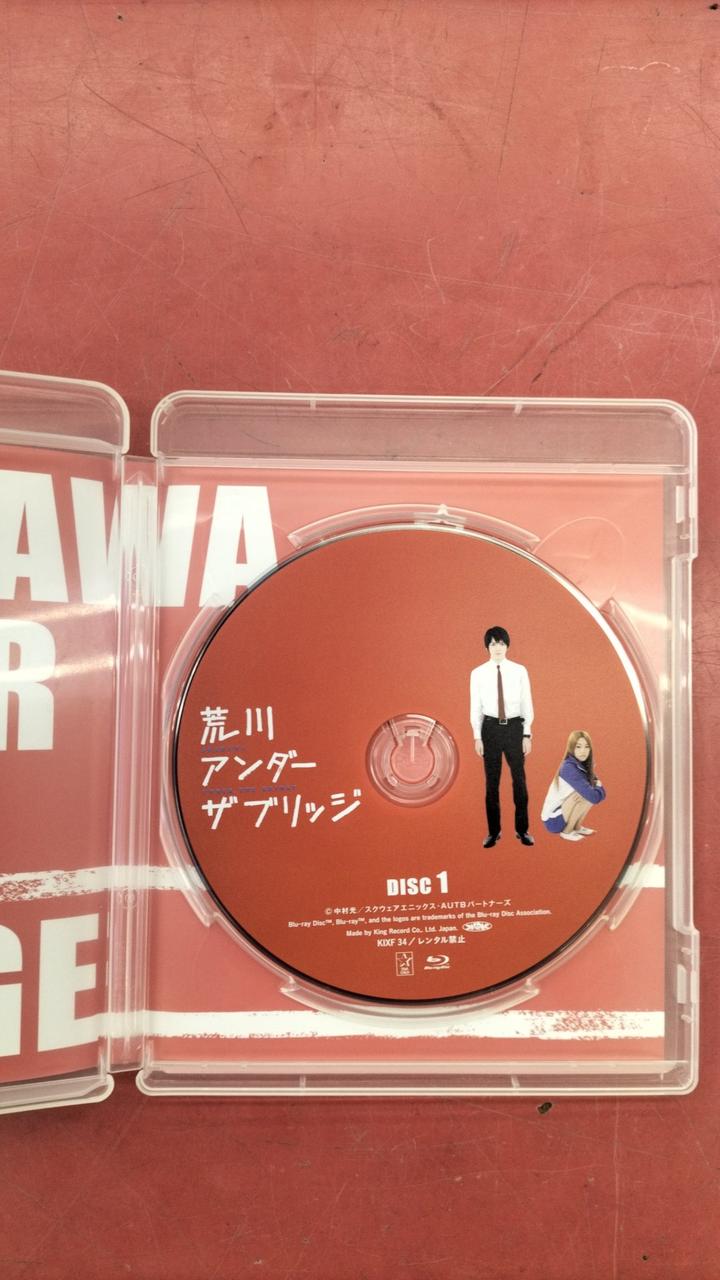 AWA
R
GE
荒川
アンダー
ザブリッジ
DISC 1
©中村光／スクウェアエニックス・AUTBパートナーズ
Blu-ray Disc™, Blu-ray™, and the logos are trademarks of the Blu-ray Disc Association.
Made by King Record Co., Ltd. Japan.
KIXF 34／レンタル禁止
Blu-ray Disc